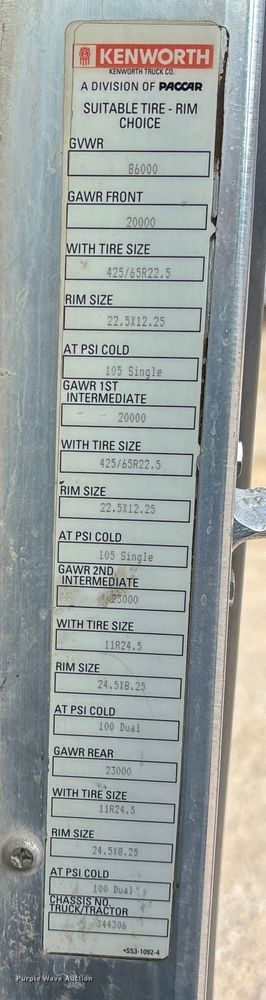 KENWORTH
KENWORTH TRUCK CO.
A DIVISION OF PACCAR
SUITABLE TIRE - RIM
CHOICE
GVWR
86000
GAWR FRONT
20000
WITH TIRE SIZE
425/65R22.5
RIM SIZE
22.5X12.25
AT PSI COLD
105 Single
GAWR 1ST
INTERMEDIATE
20000
WITH TIRE SIZE
425/65R22.5
RIM SIZE
22.5X12.25
AT PSI COLD
105 Single
GAWR 2ND
INTERMEDIATE
23000
WITH TIRE SIZE
11R24.5
RIM SIZE
24.5X8.25
AT PSI COLD
100 Dual
GAWR REAR
23000
WITH TIRE SIZE
11R24.5
RIM SIZE
24.5X8.25
AT PSI COLD
100 Dual
CHASSIS NO.
TRUCK/TRACTOR
344306
*S53-1092-4
Purple Wave Auction